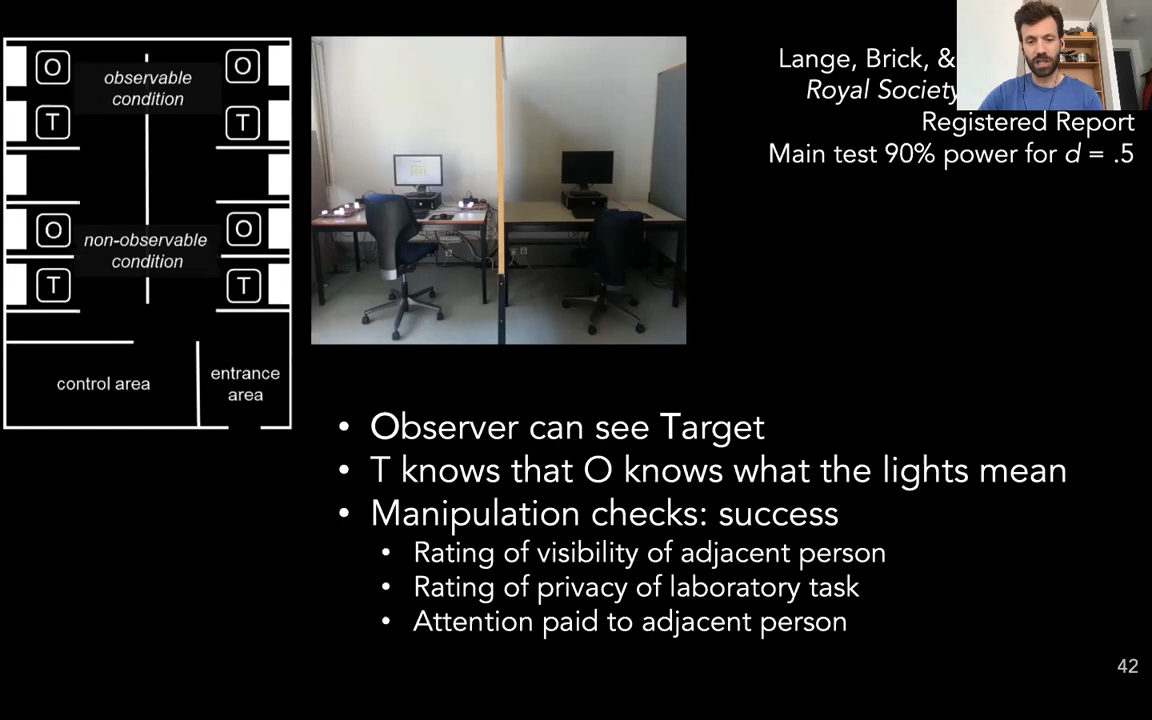 O
observable
condition
O
T
T
O
non-observable
condition
O
T
T
control area
entrance
area
Lange, Brick, &
Royal Society
Registered Report
Main test 90% power for d = .5
• Observer can see Target
• T knows that O knows what the lights mean
• Manipulation checks: success
• Rating of visibility of adjacent person
• Rating of privacy of laboratory task
• Attention paid to adjacent person
42